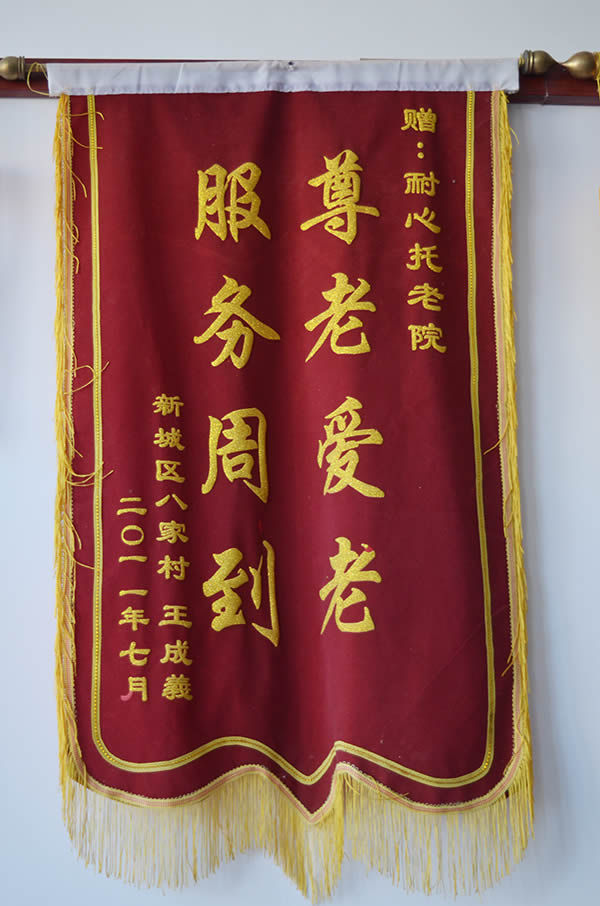 赠：耐心托老院
尊老爱老
服务周到
新城区八家村 王成義
二〇一一年七月